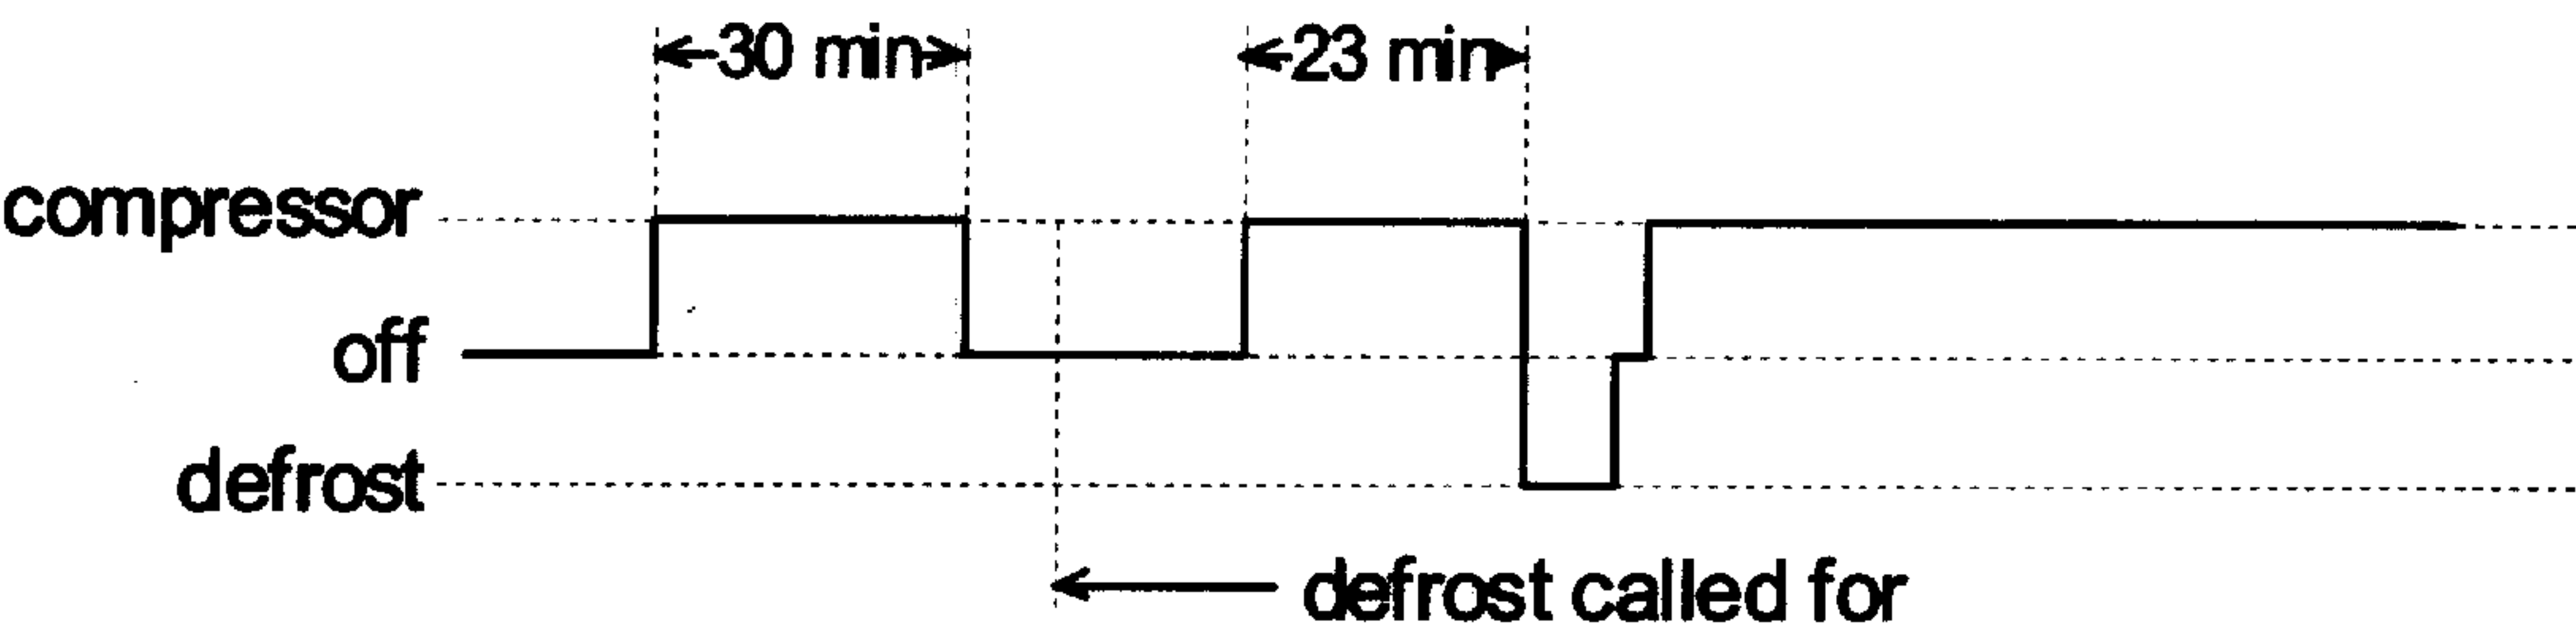 30 min
23 min
compressor
off
defrost
defrost called for